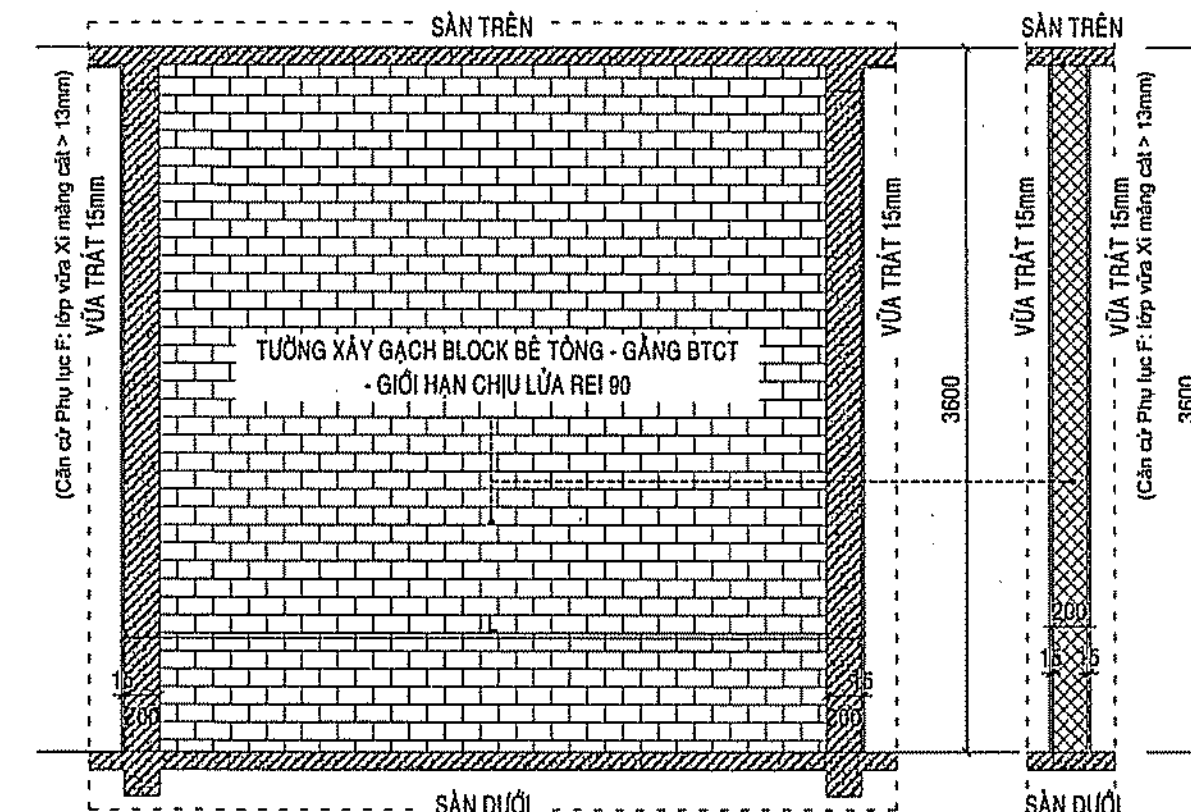 SÀN TRÊN
SÀN TRÊN
(Căn cứ Phụ lục F: lớp vữa Xi măng cát > 13mm)
VỮA TRÁT 15mm
TƯỜNG XÂY GẠCH BLOCK BÊ TÔNG - GẰNG BTCT
- GIỚI HẠN CHỊU LỬA REI 90
VỮA TRÁT 15mm
3600
VỮA TRÁT 15mm
VỮA TRÁT 15mm
(Căn cứ Phụ lục F: lớp vữa Xi măng cát > 13mm)
3600
200
15
15
15
15
200
200
SÀN DƯỚI
SÀN DƯỚI